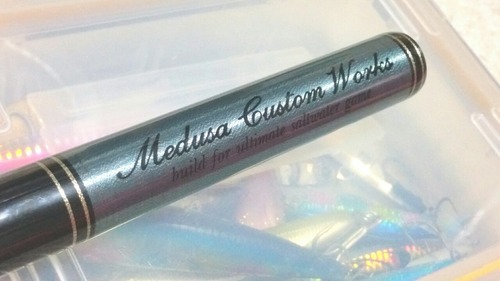 Medusa Custom Works
build for ultimate saltwater game